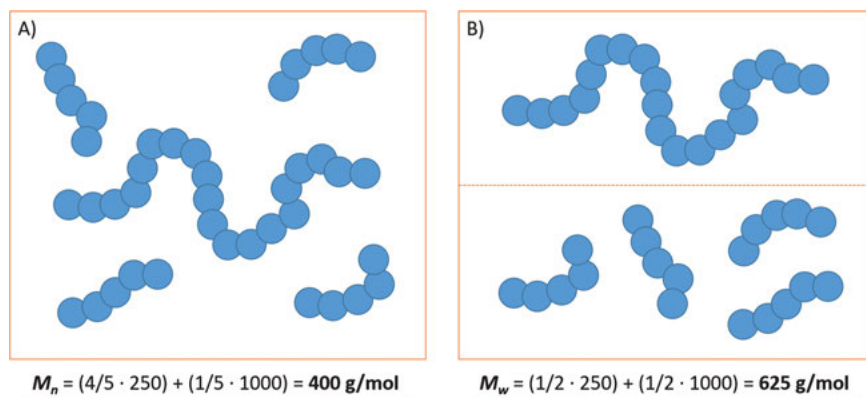 A)
B)
Mn = (4/5 · 250) + (1/5 · 1000) = 400 g/mol
Mw = (1/2 · 250) + (1/2 · 1000) = 625 g/mol